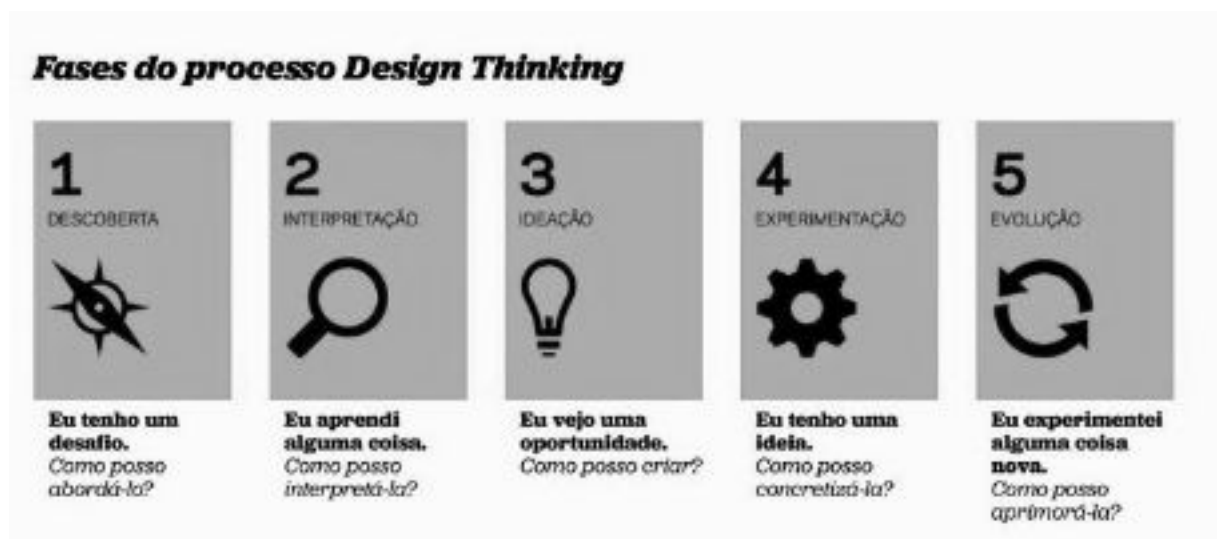 Fases do processo Design Thinking
1
DESCOBERTA
Eu tenho um
desafio.
Como posso
abordá-lo?
2
INTERPRETAÇÃO
Eu aprendi
alguma coisa.
Como posso
interpretá-la?
3
IDEAÇÃO
Eu vejo uma
oportunidade.
Como posso criar?
4
EXPERIMENTAÇÃO
Eu tenho uma
ideia.
Como posso
concretizá-la?
5
EVOLUÇÃO
Eu experimentei
alguma coisa
nova.
Como posso
aprimorá-la?